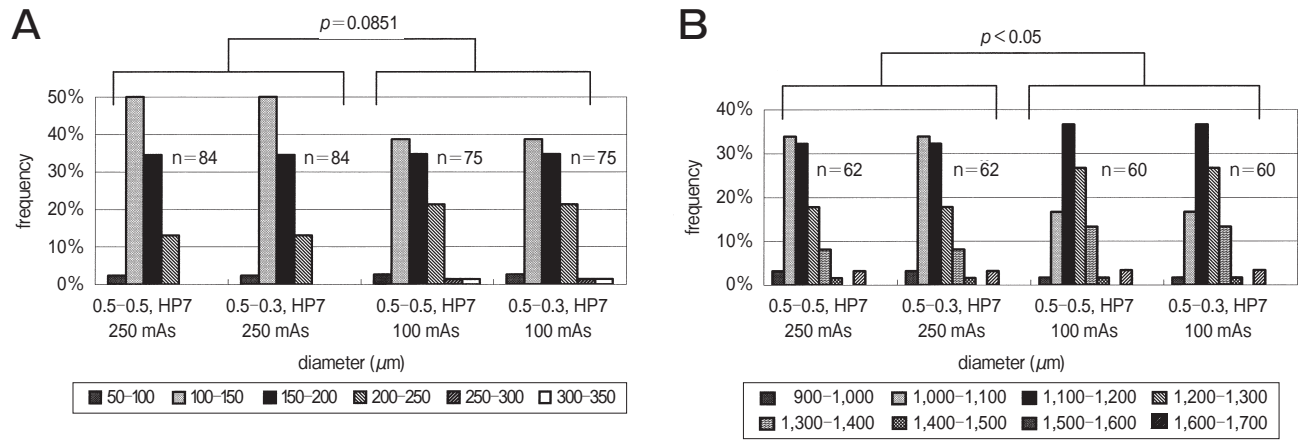 A
p=0.0851
50%
40%
30%
20%
10%
0%
frequency
n=84
n=84
n=75
n=75
0.5–0.5, HP7
250 mAs
0.5–0.3, HP7
250 mAs
0.5–0.5, HP7
100 mAs
0.5–0.3, HP7
100 mAs
diameter (μm)
50–100
100–150
150–200
200–250
250–300
300–350
B
p<0.05
40%
30%
20%
10%
0%
frequency
n=62
n=62
n=60
n=60
0.5–0.5, HP7
250 mAs
0.5–0.3, HP7
250 mAs
0.5–0.5, HP7
100 mAs
0.5–0.3, HP7
100 mAs
diameter (μm)
900–1,000
1,000–1,100
1,100–1,200
1,200–1,300
1,300–1,400
1,400–1,500
1,500–1,600
1,600–1,700